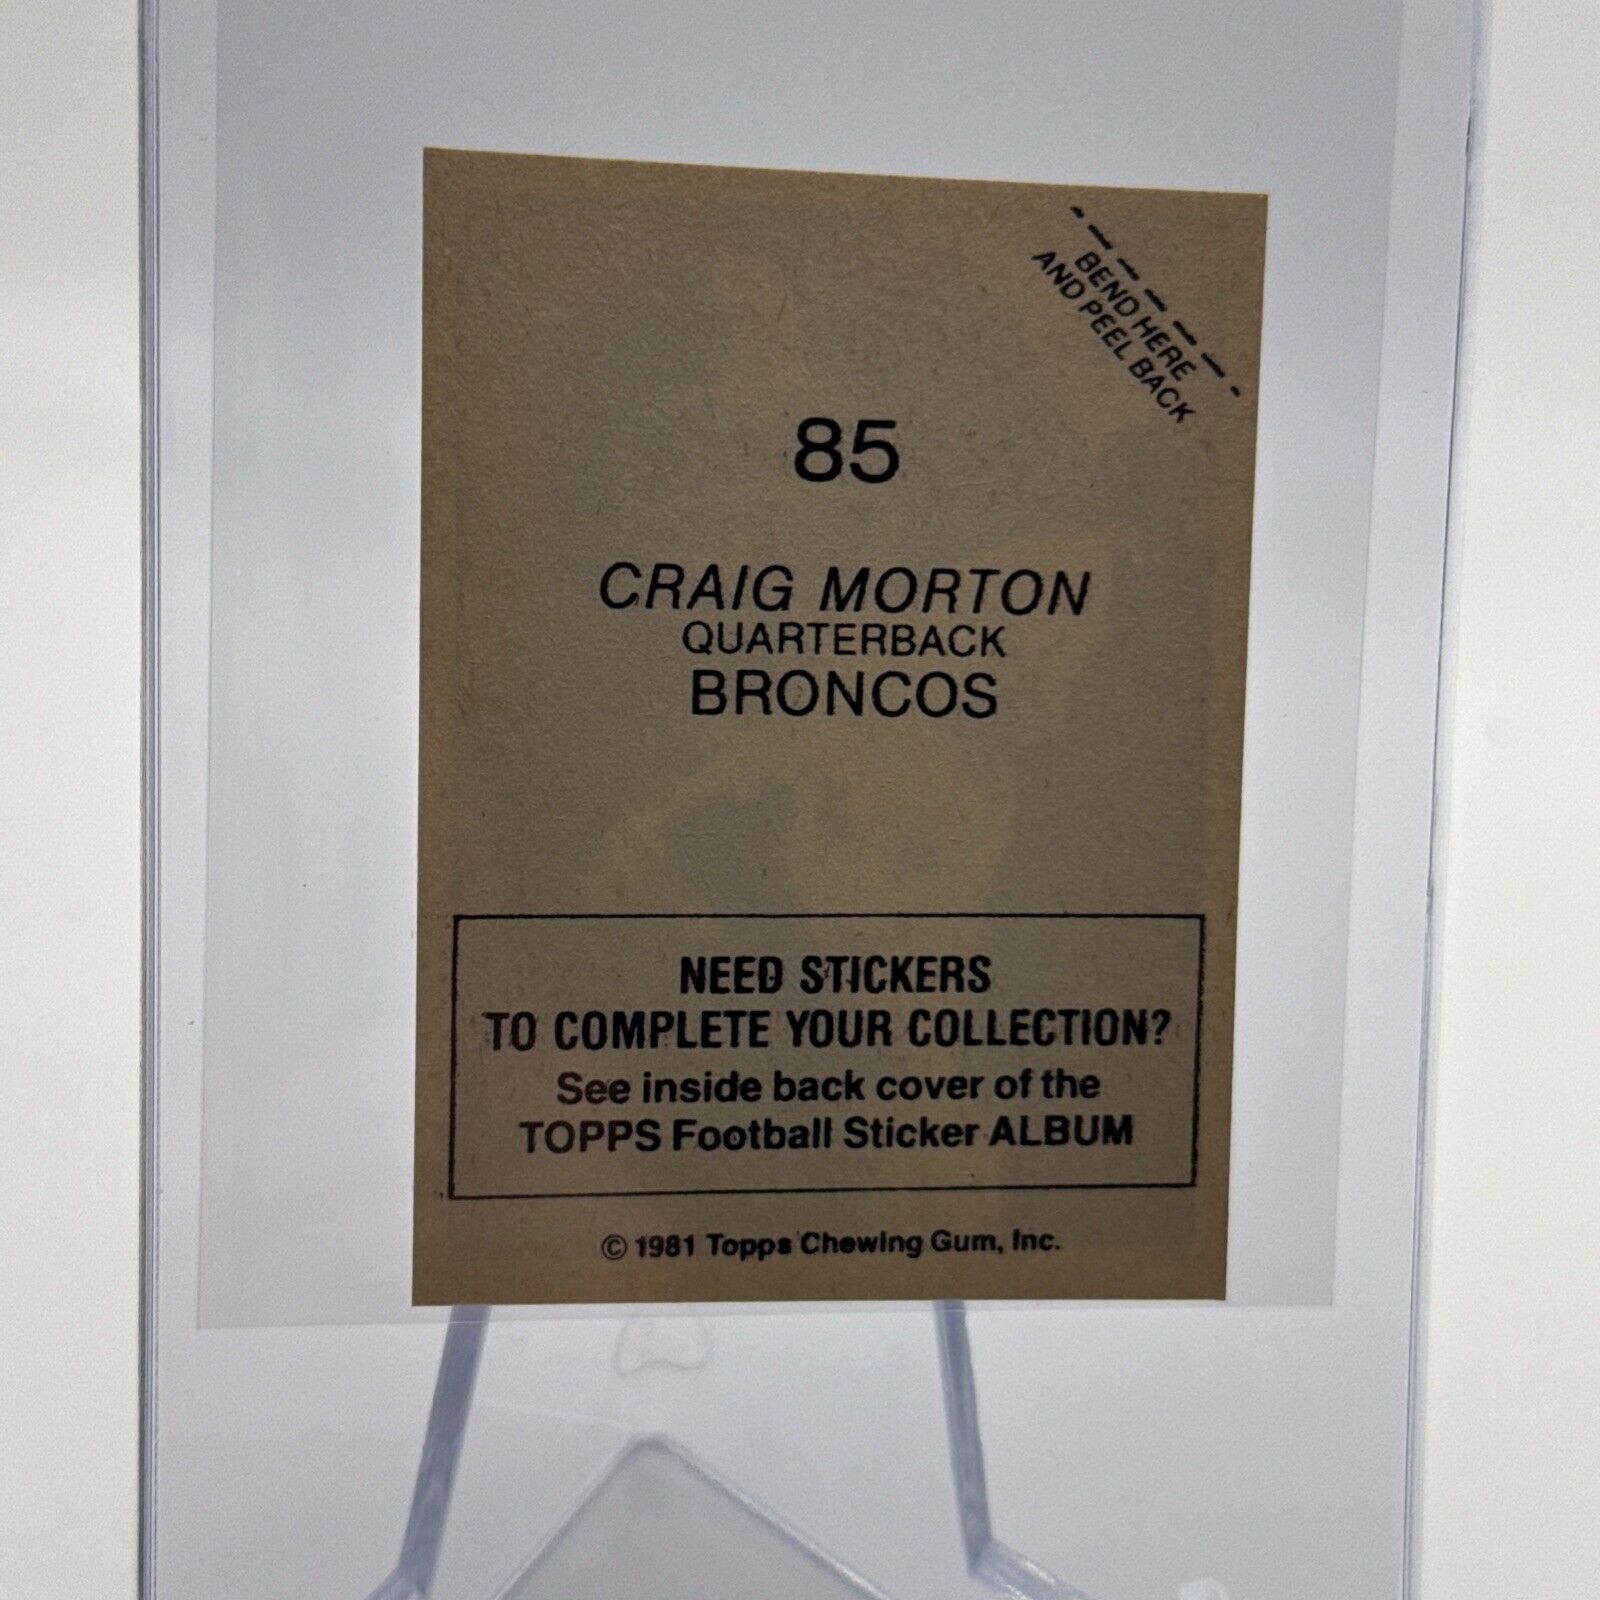 BEND HERE
AND PEEL BACK
85
CRAIG MORTON
QUARTERBACK
BRONCOS
NEED STICKERS
TO COMPLETE YOUR COLLECTION?
See inside back cover of the
TOPPS Football Sticker ALBUM
© 1981 Topps Chewing Gum, Inc.